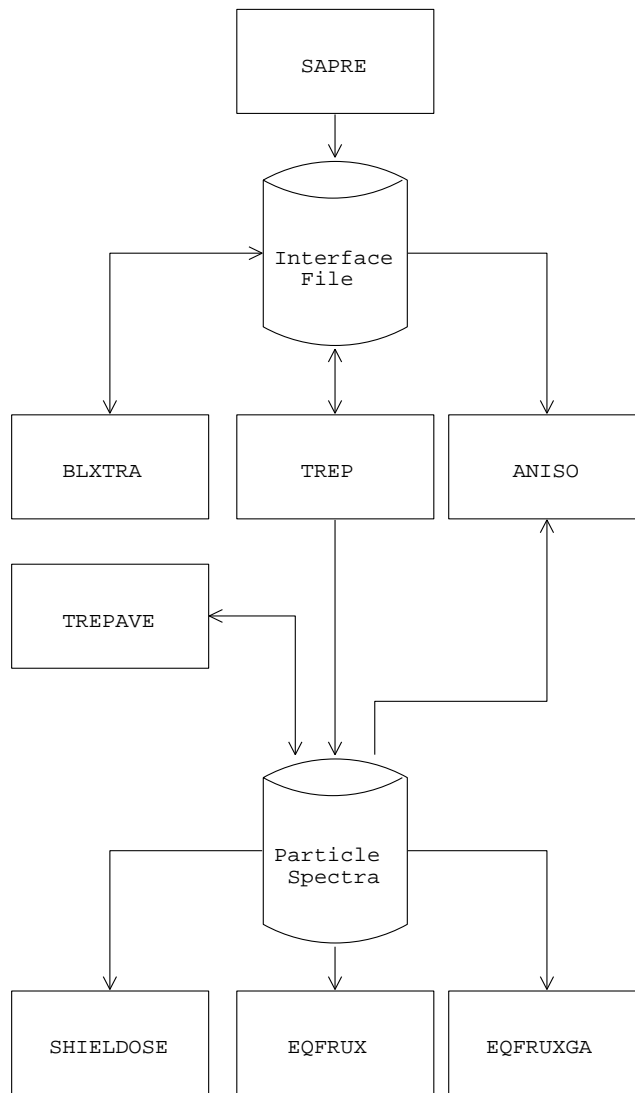 SAPRE
Interface
File
BLXTRA
TREP
ANISO
TREPAVE
Particle
Spectra
SHIELDOSE
EQFRUX
EQFRUXGA